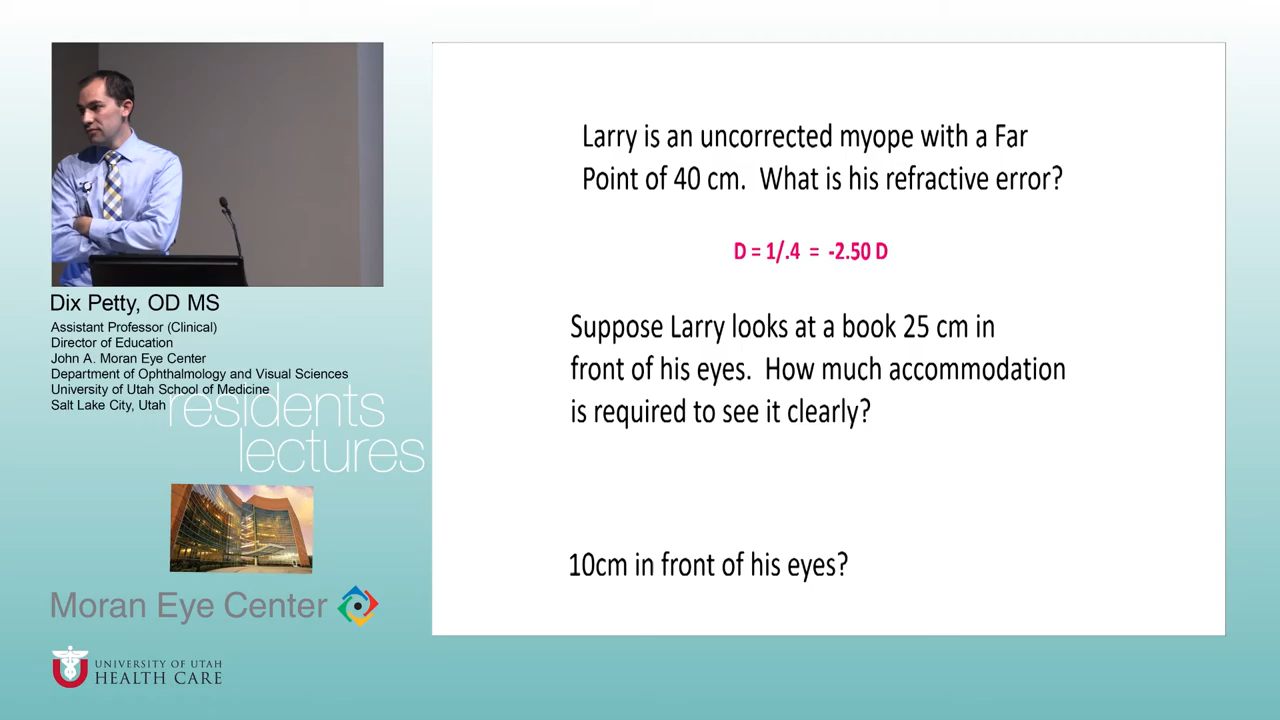 Larry is an uncorrected myope with a Far
Point of 40 cm. What is his refractive error?
D = 1/.4 = -2.50 D
Suppose Larry looks at a book 25 cm in
front of his eyes. How much accommodation
is required to see it clearly?
10cm in front of his eyes?
Dix Petty, OD MS
Assistant Professor (Clinical)
Director of Education
John A. Moran Eye Center
Department of Ophthalmology and Visual Sciences
University of Utah School of Medicine
Salt Lake City, Utah
residents
lectures
Moran Eye Center
UNIVERSITY OF UTAH
HEALTH CARE